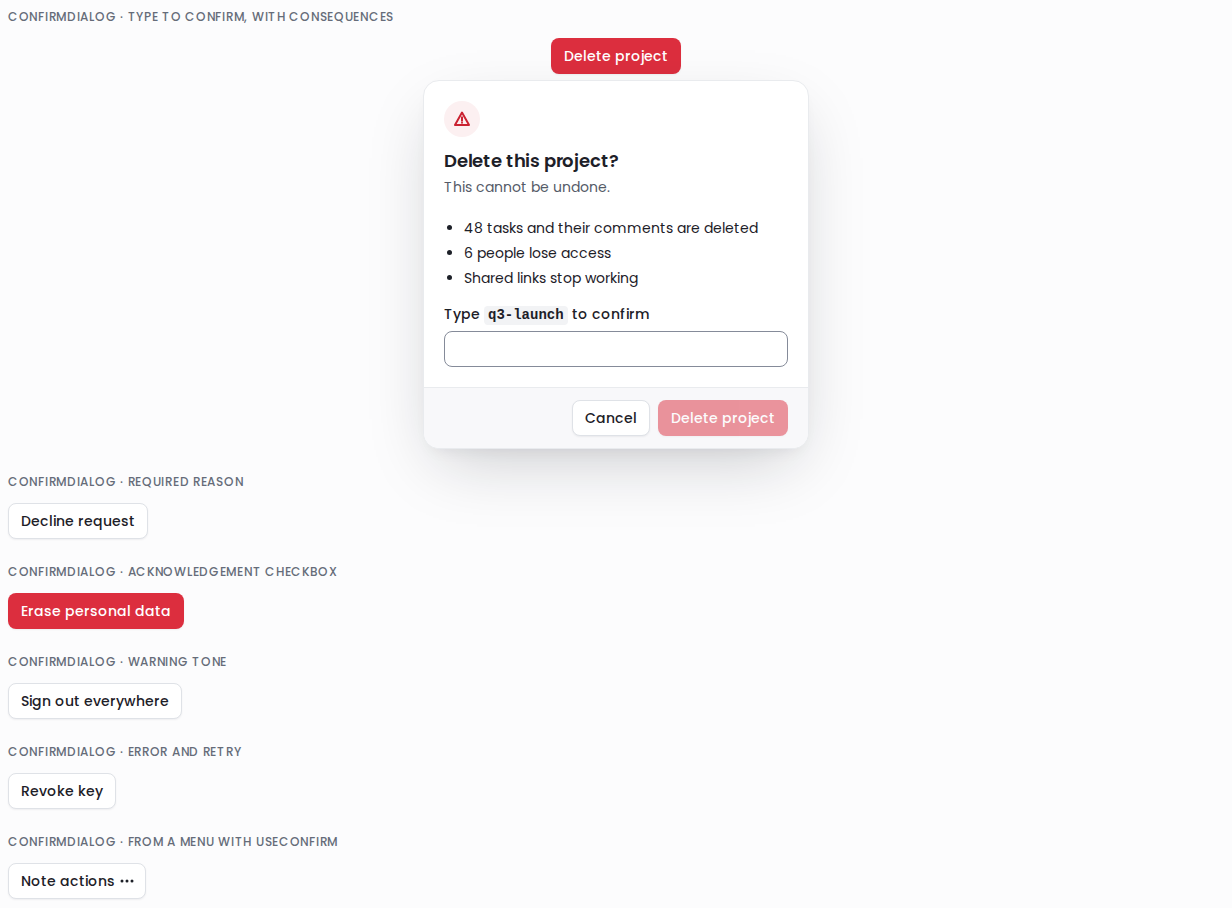 CONFIRMDIALOG · TYPE TO CONFIRM, WITH CONSEQUENCES
Delete project
Delete this project?
This cannot be undone.
• 48 tasks and their comments are deleted
• 6 people lose access
• Shared links stop working
Type q3-launch to confirm
Cancel Delete project
CONFIRMDIALOG · REQUIRED REASON
Decline request
CONFIRMDIALOG · ACKNOWLEDGEMENT CHECKBOX
Erase personal data
CONFIRMDIALOG · WARNING TONE
Sign out everywhere
CONFIRMDIALOG · ERROR AND RETRY
Revoke key
CONFIRMDIALOG · FROM A MENU WITH USECONFIRM
Note actions ···